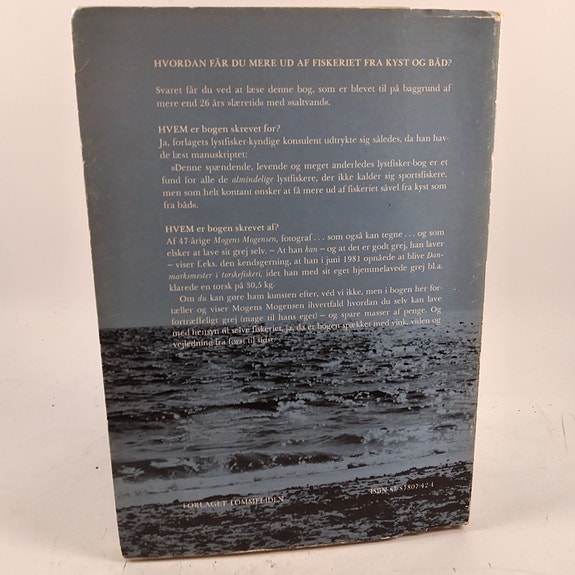 HVORDAN FÅR DU MERE UD AF FISKERIET FRA KYST OG BÅD?
Svaret får du ved at læse denne bog, som er blevet til på baggrund af
mere end 26 års »læretid« med »saltvand«.
HVEM er bogen skrevet for?
Ja, forlagets lystfisker-kyndige konsulent udtrykte sig således, da han hav-
de læst manuskriptet:
»Denne spændende, levende og meget anderledes lystfisker-bog er et
fund for alle de almindelige lystfiskere, der ikke kalder sig sportsfiskere,
men som helt kontant ønsker at få mere ud af fiskeriet såvel fra kyst som
fra båd«.
HVEM er bogen skrevet af?
Af 47-årige Mogens Mogensen, fotograf . . . som også kan tegne . . . og som
elsker at lave sit grej selv. – At han kan – og at det er godt grej, han laver
– viser f.eks. den kendsgerning, at han i juni 1981 opnåede at blive Dan-
marksmester i torskefiskeri, idet han med sit eget hjemmelavede grej bl.a.
klarede en torsk på 30,5 kg.
Om du kan gøre ham kunsten efter, véd vi ikke, men i bogen her for-
tæller og viser Mogens Mogensen ihvertfald hvordan du selv kan lave
fortræffeligt grej (mage til hans eget) – og spare masser af penge. Og
med hensyn til selve fiskeriet, ja, da er bogen spækket med vink, viden og
vejledning fra først til sidst.
FORLAGET LOMMELIDEN
ISBN 87-87807-42-1